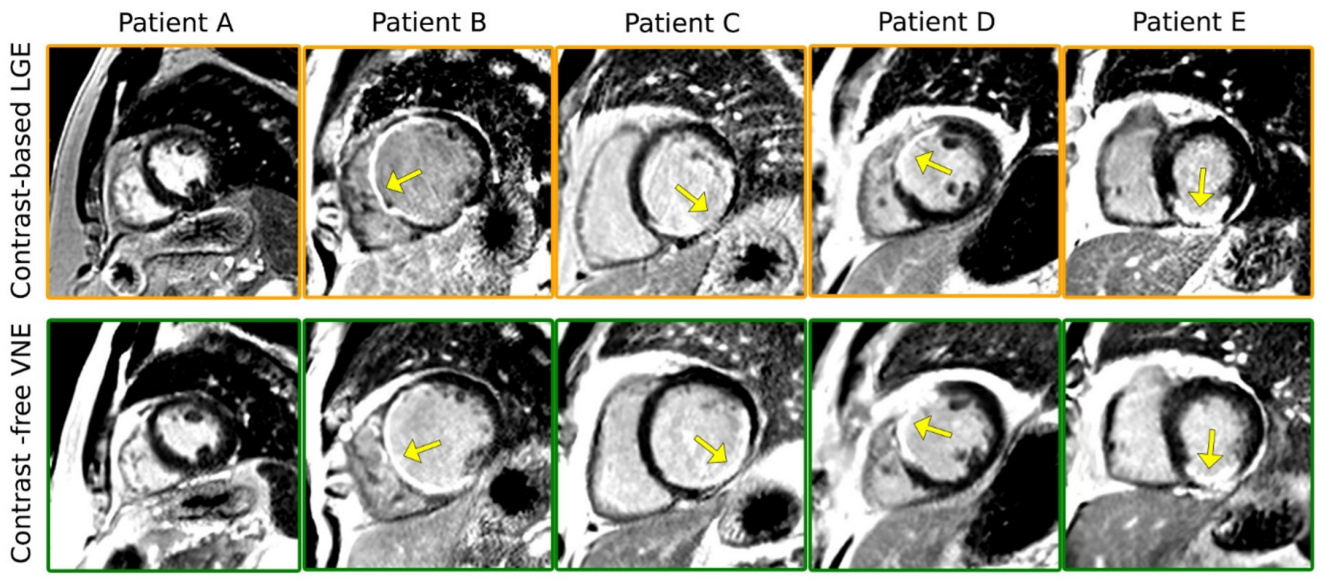 Patient A
Patient B
Patient C
Patient D
Patient E
Contrast-based LGE
Contrast -free VNE